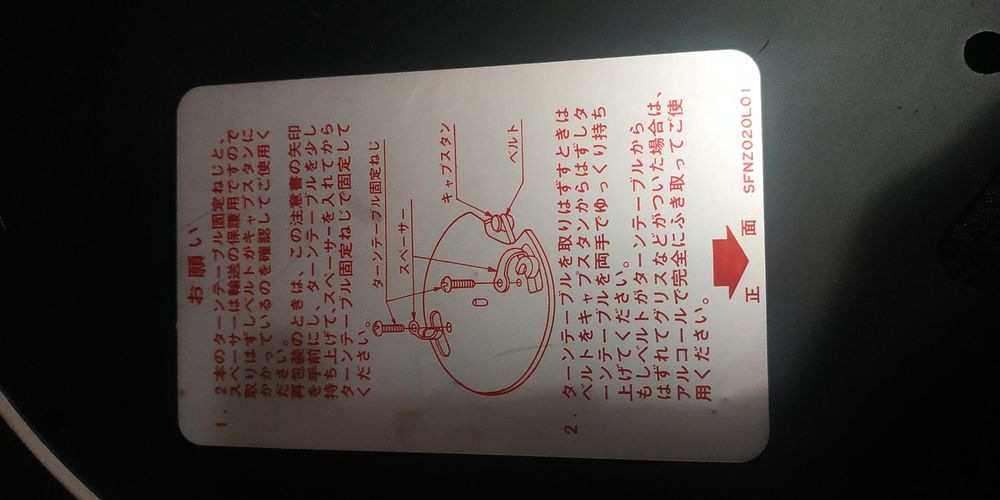 お願い
1. 2本のターンテーブル固定ねじと、
スペーサーは輸送の保護用ですので
取りはずしベルトがキャプスタンに
かかっているのを確認してご使用く
ださい。
再包装のときは、この注意書の矢印
を手前にし、ターンテーブルを少し
持ち上げて、スペーサーを入れてから
ターンテーブル固定ねじで固定して
ください。
ターンテーブル固定ねじ
スペーサー
キャプスタン
ベルト
2. ターンテーブルを取りはずすときは
ベルトをキャプスタンからはずしタ
ーンテーブルを両手でゆっくり持ち
上げてください。
もしベルトがターンテーブルから
はずれてグリスなどがついた場合は、
アルコールで完全にふき取ってご使
用ください。
正面
SFNZ020L01